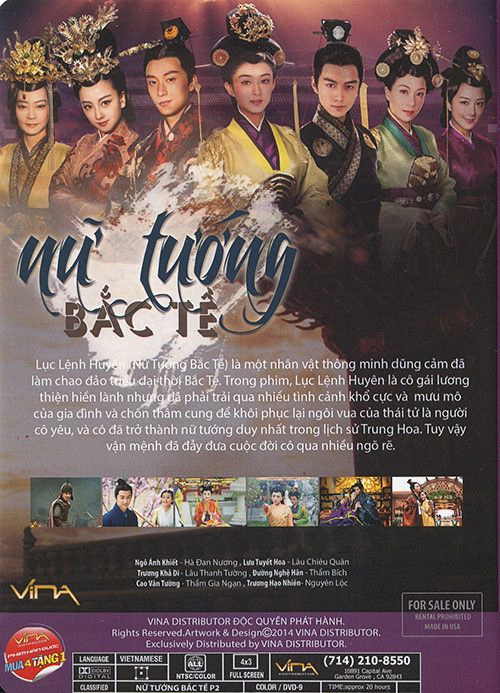 nữ tướng
BẮC TỀ
Lục Lệnh Huyên (Nữ Tướng Bắc Tề) là một nhân vật thông minh dũng cảm đã
làm chao đảo triều đại thời Bắc Tề. Trong phim, Lục Lệnh Huyên là cô gái lương
thiện hiền lành nhưng đã phải trải qua nhiều tình cảnh khổ cực và mưu mô
của gia đình và chốn thâm cung để khôi phục lại ngôi vua của thái tử là người
cô yêu, và cô đã trở thành nữ tướng duy nhất trong lịch sử Trung Hoa. Tuy vậy
vận mệnh đã đẩy đưa cuộc đời cô qua nhiều ngõ rẽ.
Ngô Ánh Khiết - Hà Đan Nương, Lưu Tuyết Hoa - Lâu Chiêu Quân
Trương Khả Di - Lâu Thanh Tường, Đường Nghệ Hân - Thẩm Bích
Cao Vân Tường - Thẩm Gia Ngạn, Trương Hạo Nhiên - Nguyên Lộc
VINA
FOR SALE ONLY
RENTAL PROHIBITED
MADE IN USA
VINA DISTRIBUTOR ĐỘC QUYỀN PHÁT HÀNH.
Rights Reserved.Artwork & Design©2014 VINA DISTRIBUTOR.
Exclusively Distributed by VINA DISTRIBUTOR.
VINA
DISTRIBUTOR
PHIM HÀN QUỐC
MUA 4 TẶNG 1
LANGUAGE VIETNAMESE ALL 4x3 VINA DISTRIBUTOR (714) 210-8550
DOLBY DIGITAL NTSC/COLOR FULL SCREEN 10891 Capital Ave
Garden Grove, CA 92843
CLASSIFIED NỮ TƯỚNG BẮC TỀ P2 COLOR / DVD-9 TIME:approx 20 hours